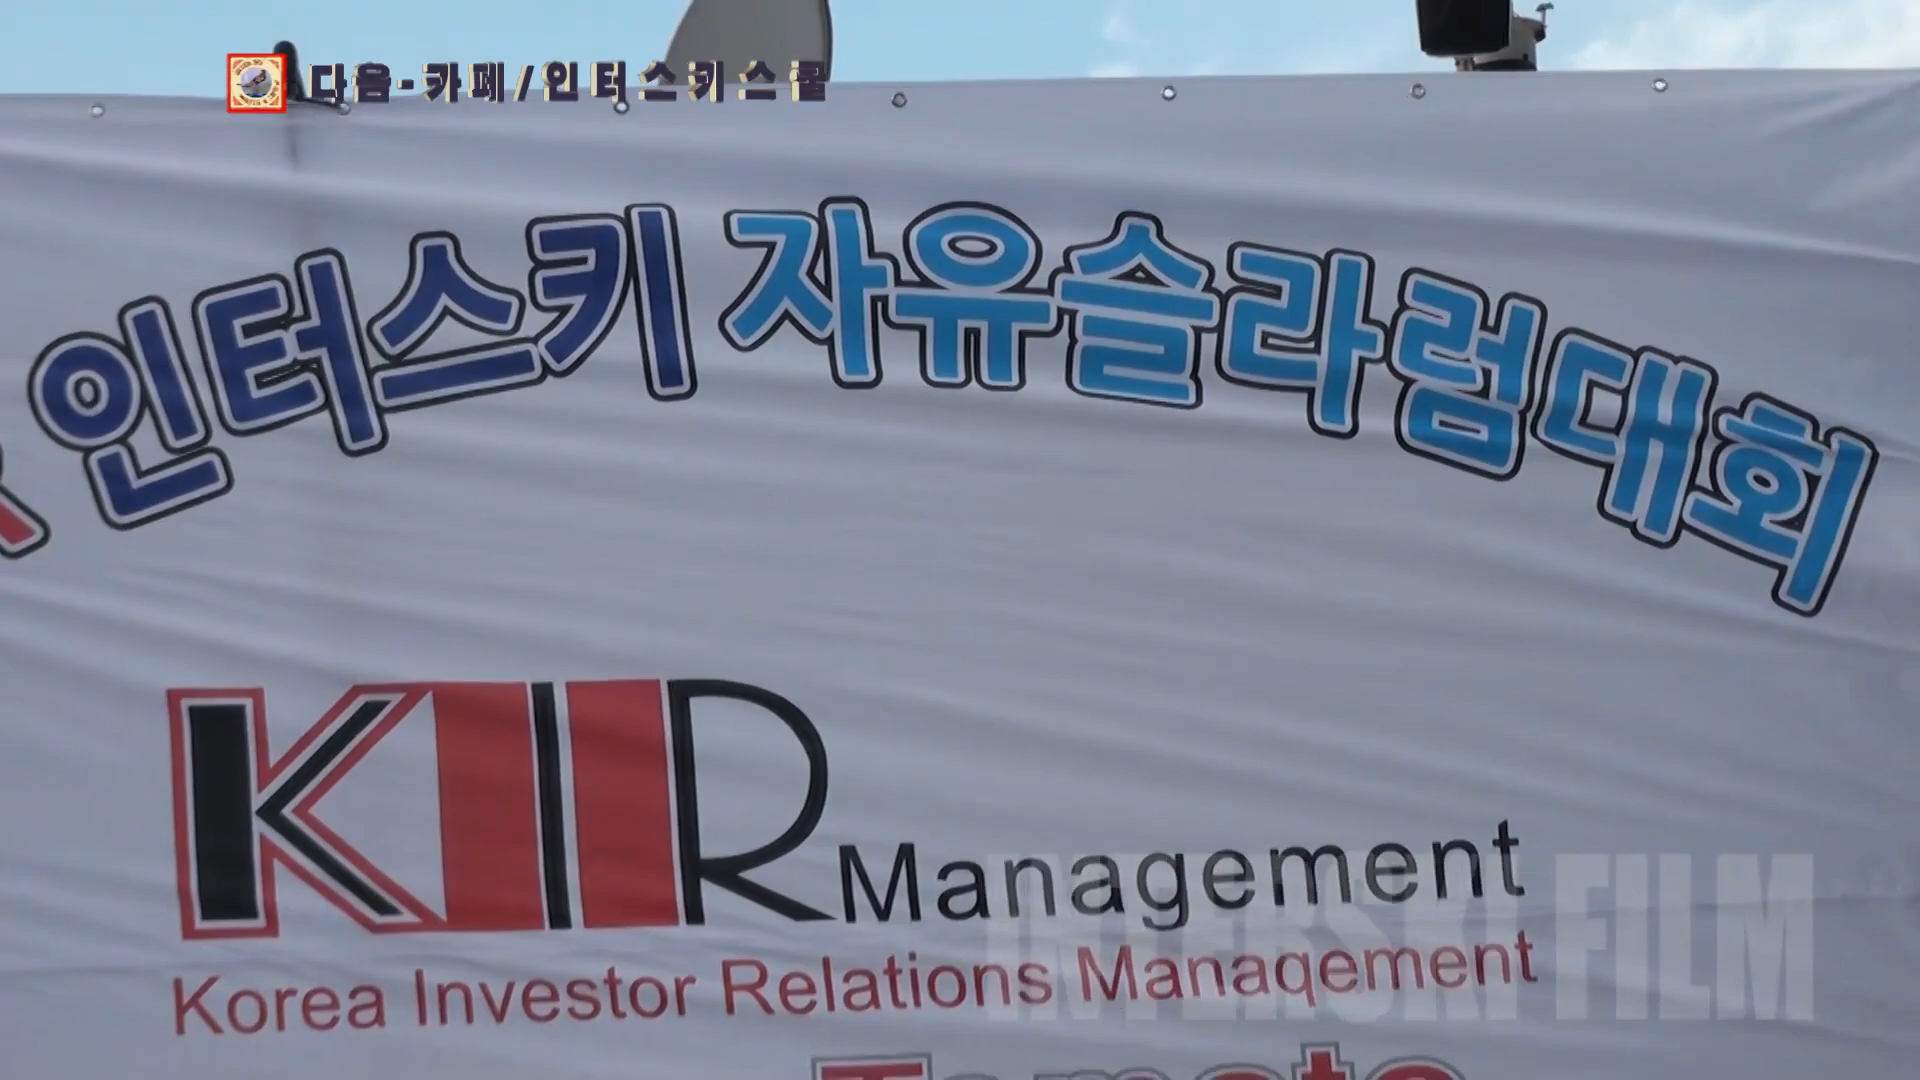 다음-카페/인터스키스쿨
인터스키 자유슬라럼대회
KIR Management
Korea Investor Relations Management
INTERSKI FILM